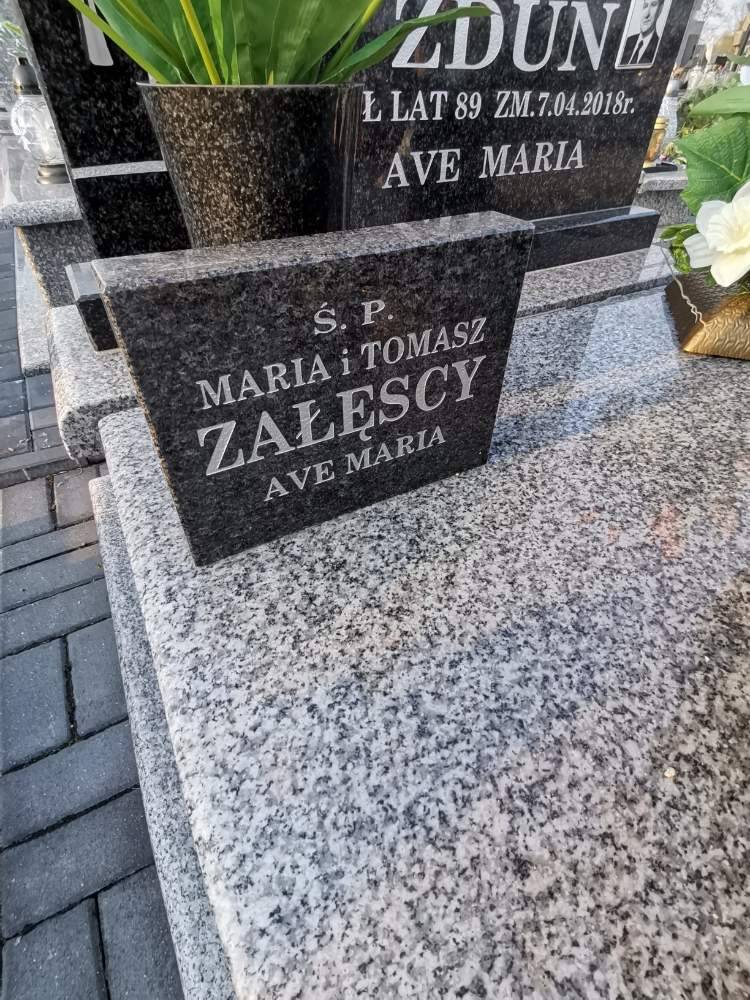 ZDUN
Ł LAT 89 ZM.7.04.2018r.
AVE MARIA
Ś. P.
MARIA i TOMASZ
ZAŁĘSCY
AVE MARIA